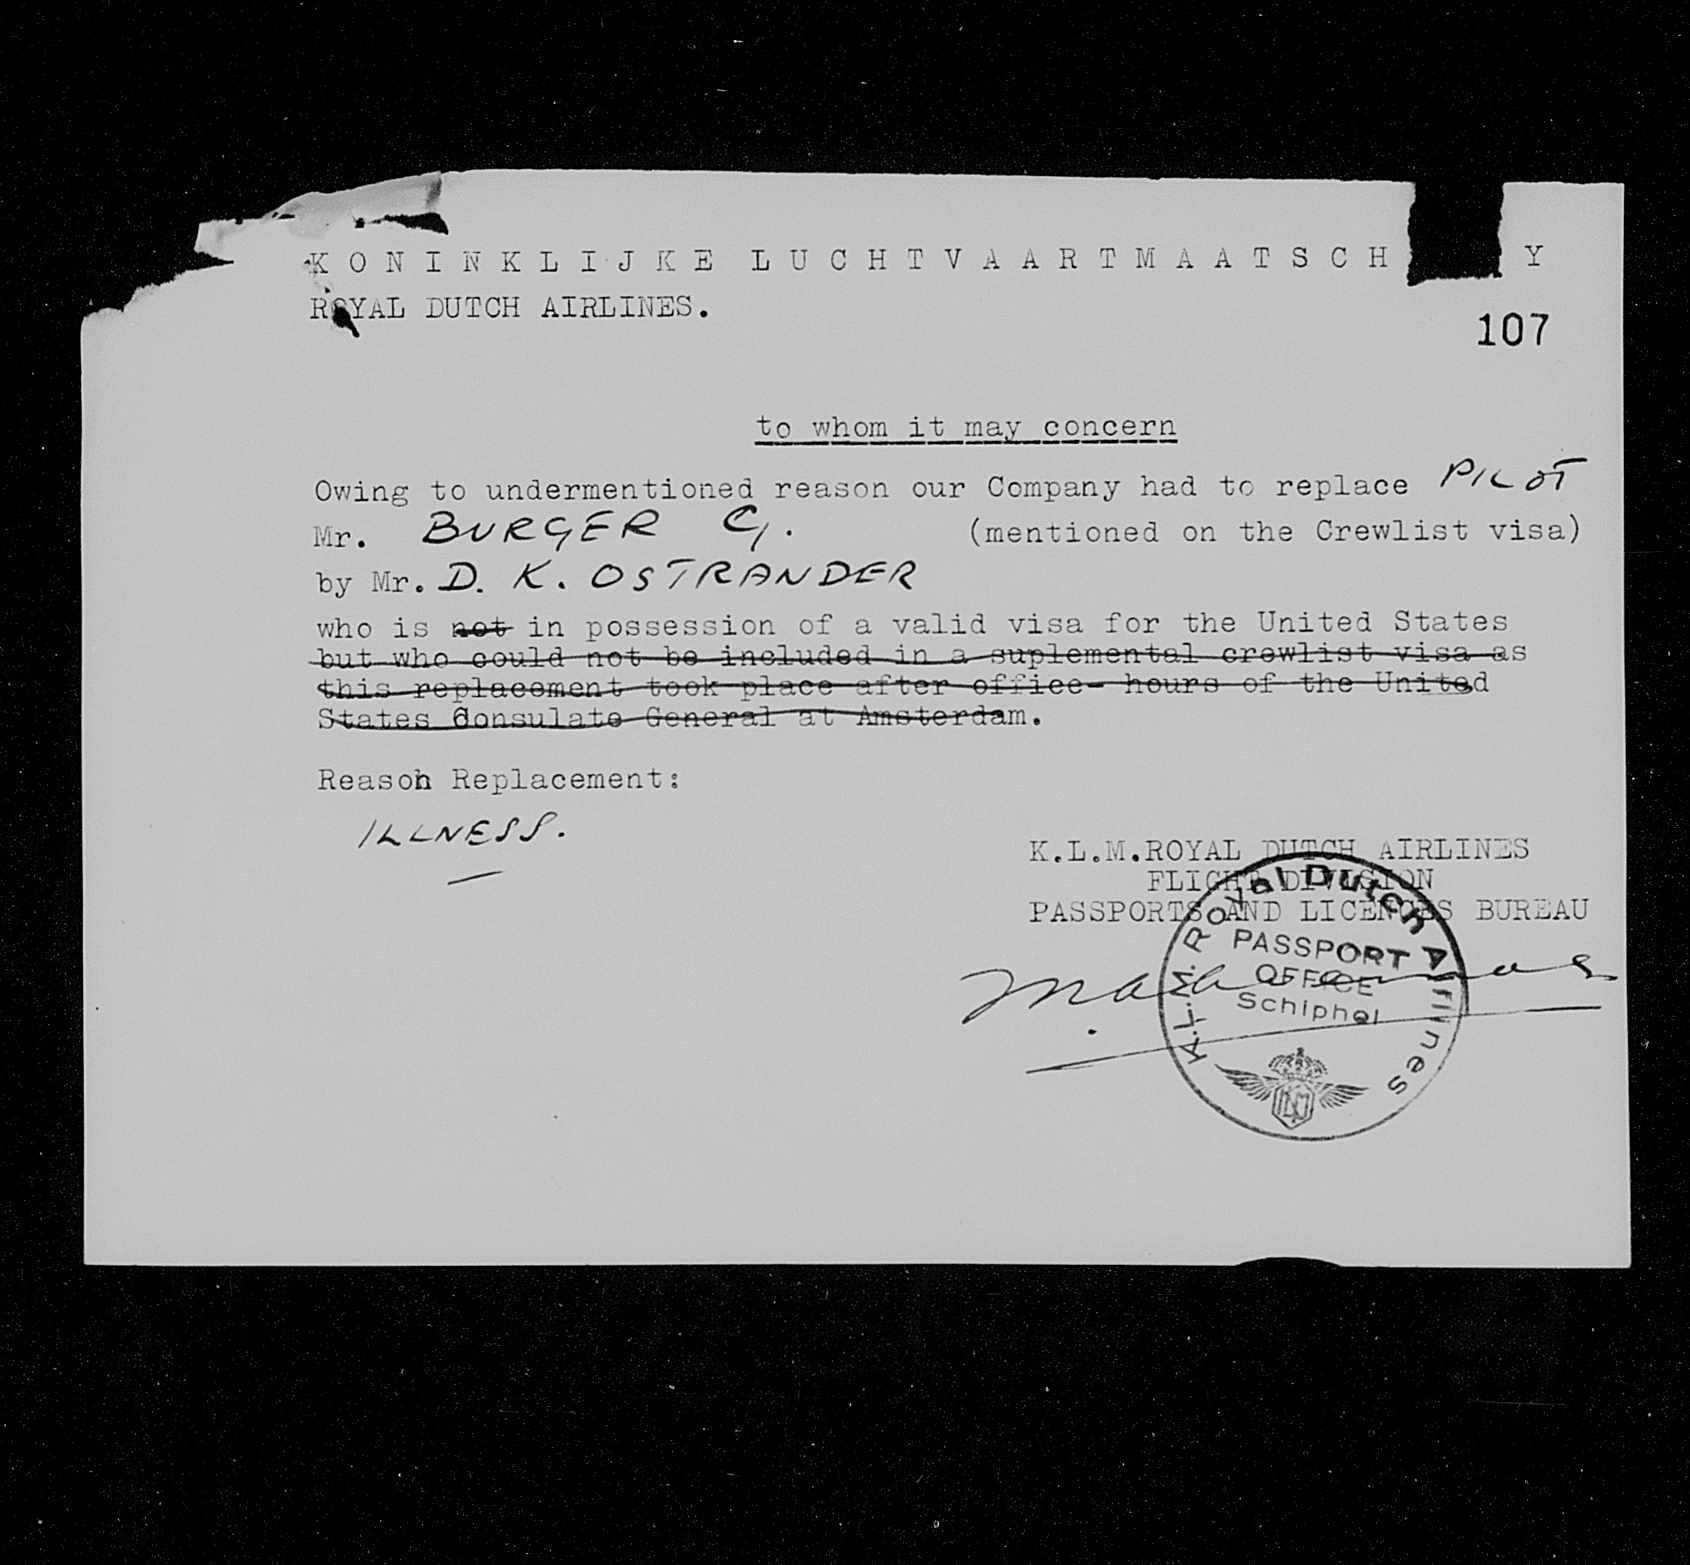 KONINKLIJKE LUCHTVAARTMAATSCH Y
ROYAL DUTCH AIRLINES.
107
to whom it may concern
Owing to undermentioned reason our Company had to replace PILOT
Mr. BURGER G. (mentioned on the Crewlist visa)
by Mr. D. K. OSTRANDER
who is not in possession of a valid visa for the United States
but who could not be included in a suplemental crewlist visa as
this replacement took place after office- hours of the United
States Consulate General at Amsterdam.
Reason Replacement:
ILLNESS.
K.L.M.ROYAL DUTCH AIRLINES
FLIGHT DIVISION
PASSPORTS AND LICENCES BUREAU
K.L.M. Royal Dutch Airlines
PASSPORT
OFFICE
Schiphol
KLM